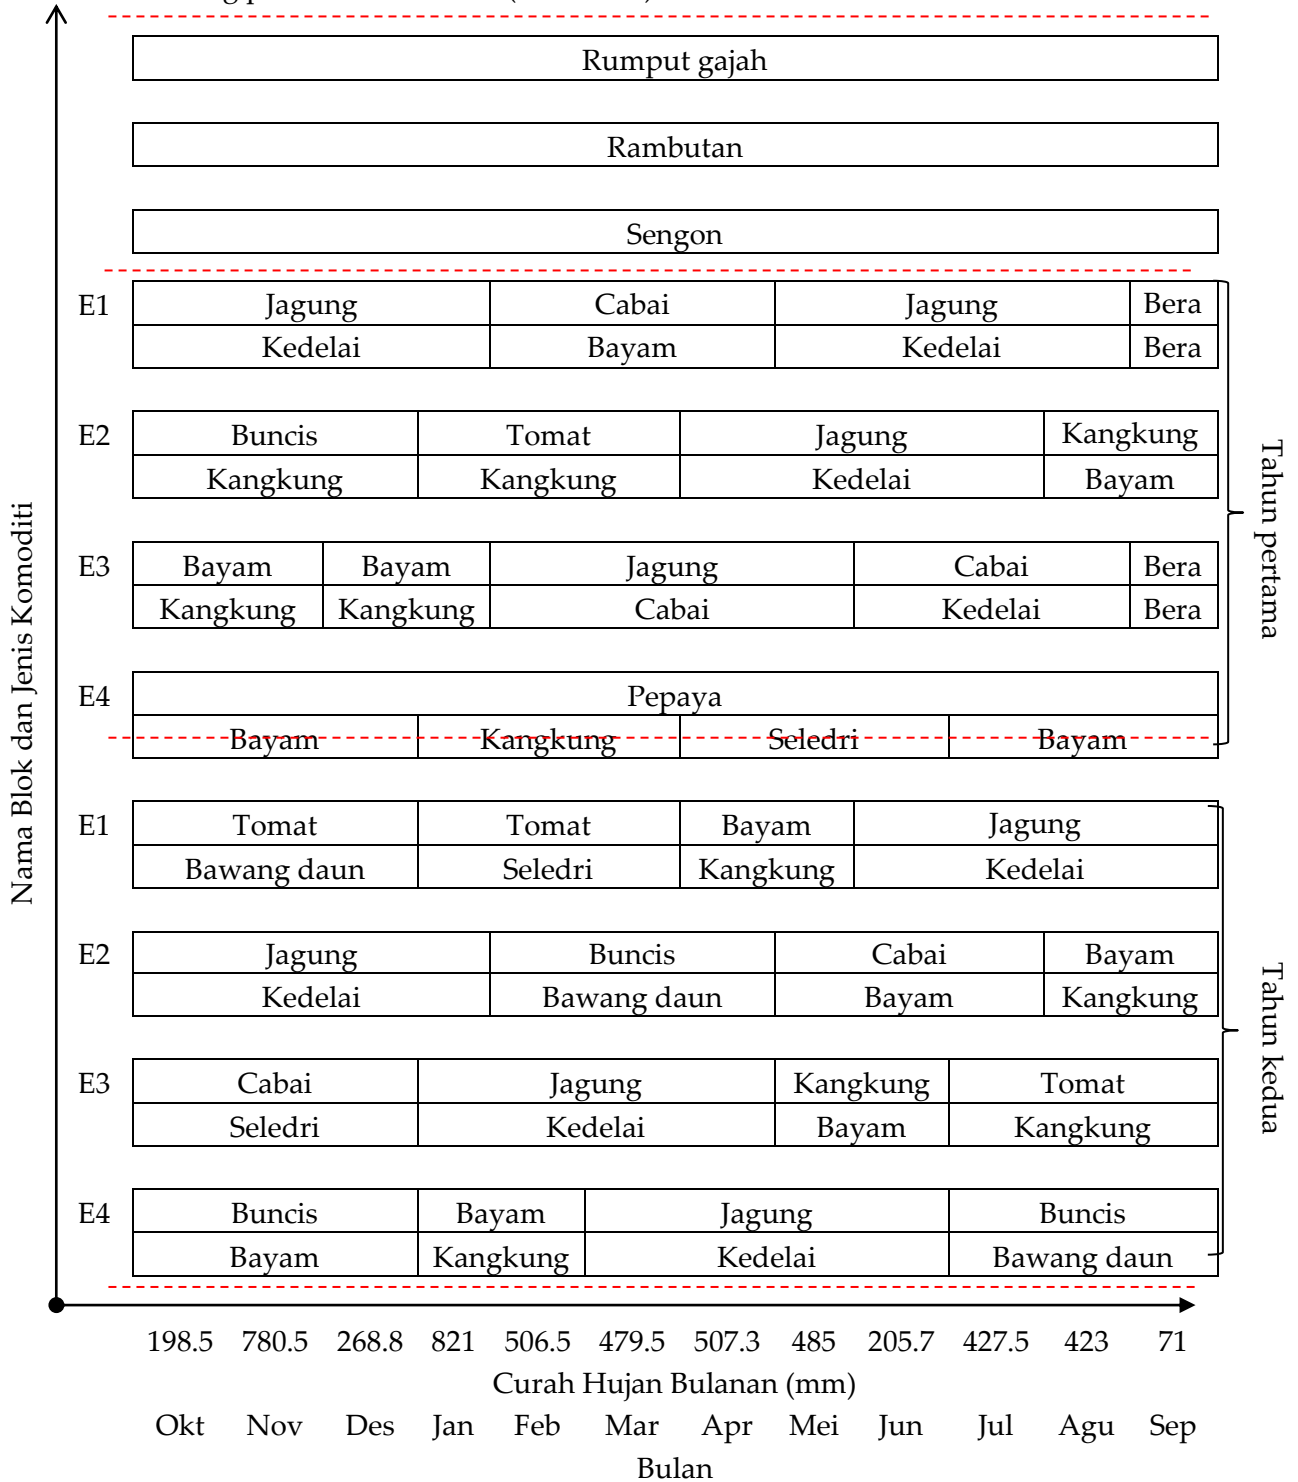 Rumput gajah
Rambutan
Sengon
E1 Jagung Cabai Jagung Bera
Kedelai Bayam Kedelai Bera
E2 Buncis Tomat Jagung Kangkung
Kangkung Kangkung Kedelai Bayam
E3 Bayam Bayam Jagung Cabai Bera
Kangkung Kangkung Cabai Kedelai Bera
E4 Pepaya
Bayam Kangkung Seledri Bayam
Tahun pertama
E1 Tomat Tomat Bayam Jagung
Bawang daun Seledri Kangkung Kedelai
E2 Jagung Buncis Cabai Bayam
Kedelai Bawang daun Bayam Kangkung
E3 Cabai Jagung Kangkung Tomat
Seledri Kedelai Bayam Kangkung
E4 Buncis Bayam Jagung Buncis
Bayam Kangkung Kedelai Bawang daun
Tahun kedua
Nama Blok dan Jenis Komoditi
198.5 780.5 268.8 821 506.5 479.5 507.3 485 205.7 427.5 423 71
Curah Hujan Bulanan (mm)
Okt Nov Des Jan Feb Mar Apr Mei Jun Jul Agu Sep
Bulan